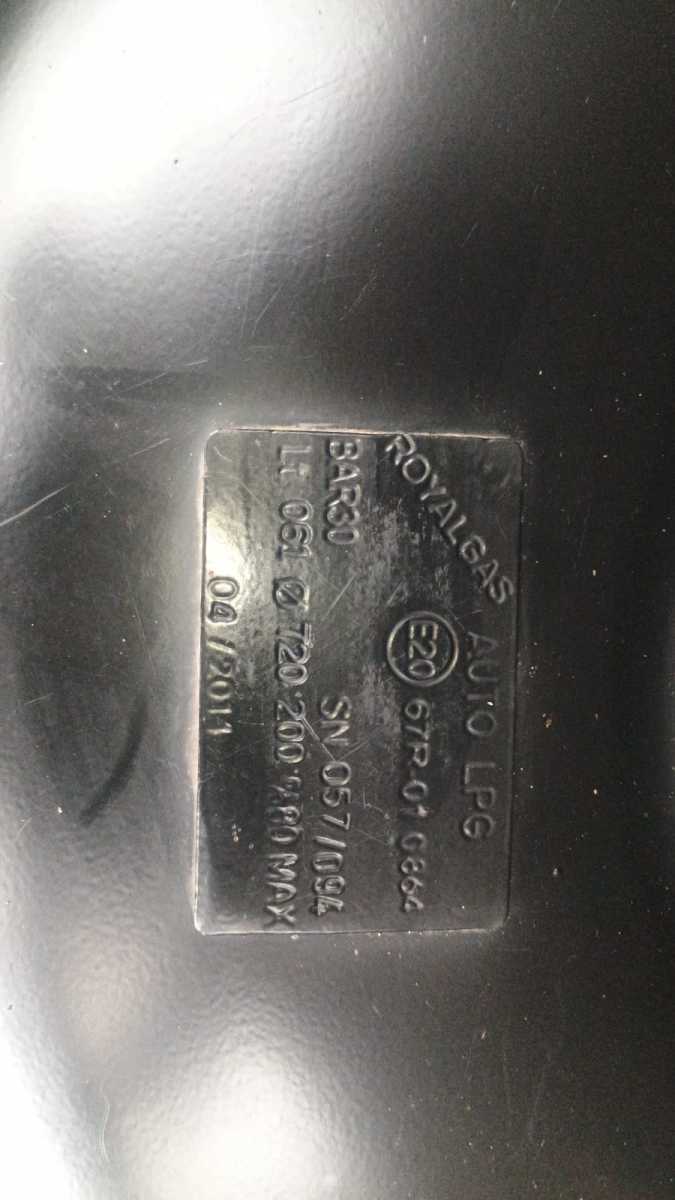 ROYALGAS AUTO LPG
E20 67R-01 0864
BAR30 SN 057/094
LT 061 Ø 720 200 %80 MAX
04/2011